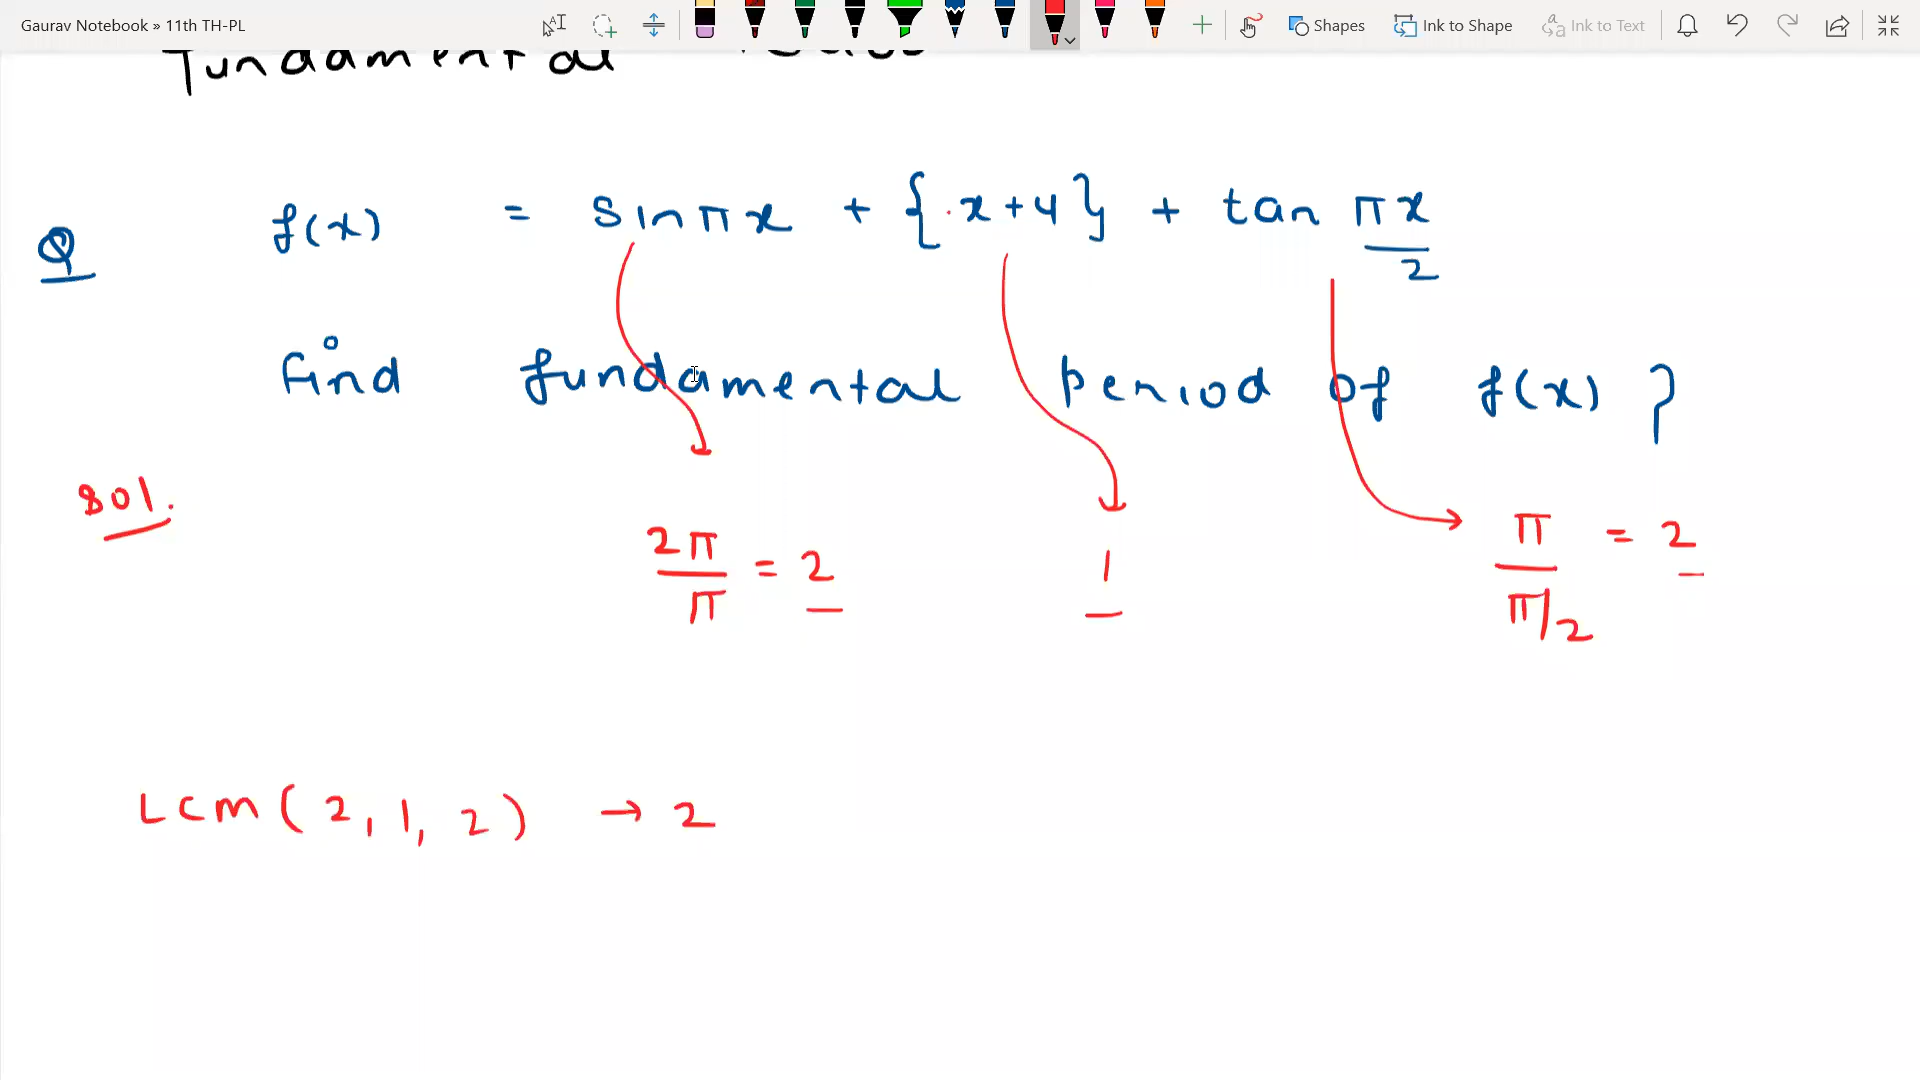 Gaurav Notebook » 11th TH-PL
Shapes
Ink to Shape
Ink to Text
fundamental
Q f(x) = sin πx + {x+4} + tan πx/2
Find fundamental period of f(x) ?
Sol.
2π/π = 2
1
π/π/2 = 2
Lcm (2, 1, 2) → 2